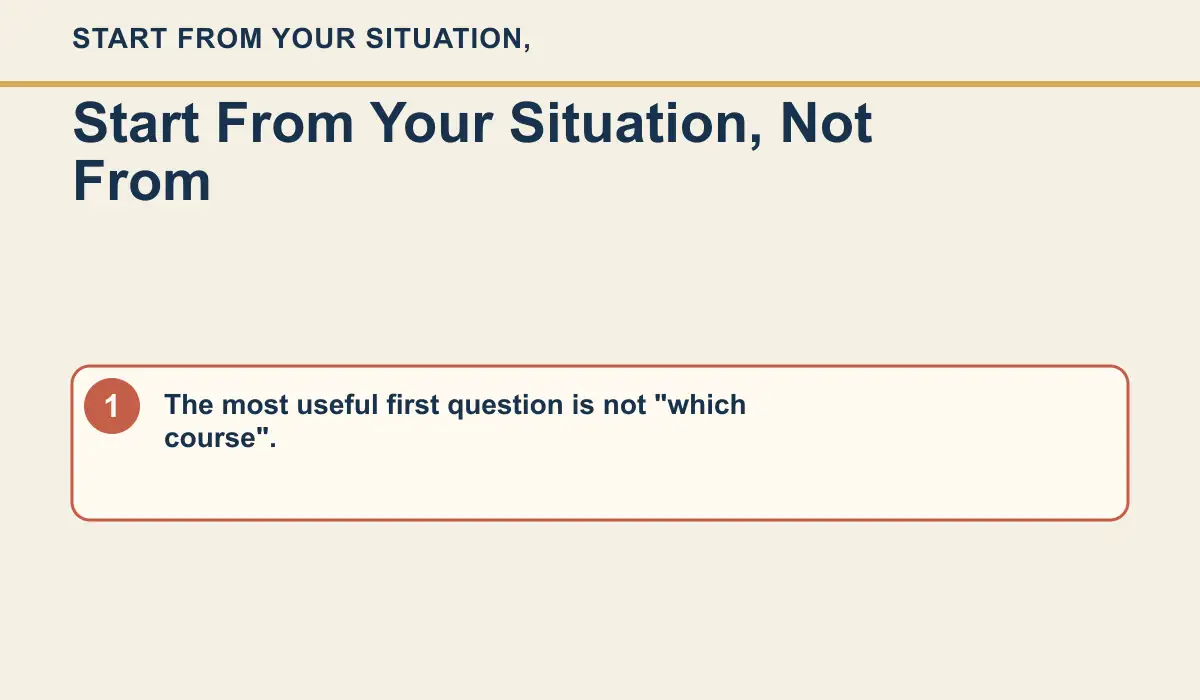 START FROM YOUR SITUATION,
Start From Your Situation, Not
From
1
The most useful first question is not "which
course".